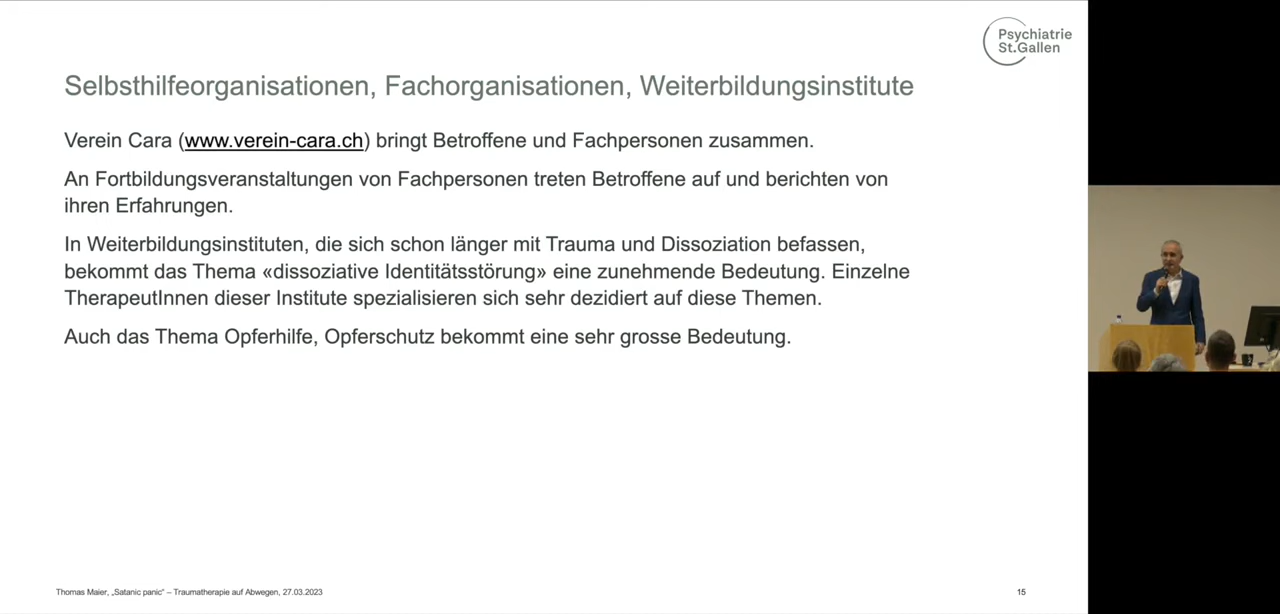 Psychiatrie
St.Gallen
Selbsthilfeorganisationen, Fachorganisationen, Weiterbildungsinstitute
Verein Cara (www.verein-cara.ch) bringt Betroffene und Fachpersonen zusammen.
An Fortbildungsveranstaltungen von Fachpersonen treten Betroffene auf und berichten von
ihren Erfahrungen.
In Weiterbildungsinstituten, die sich schon länger mit Trauma und Dissoziation befassen,
bekommt das Thema «dissoziative Identitätsstörung» eine zunehmende Bedeutung. Einzelne
TherapeutInnen dieser Institute spezialisieren sich sehr dezidiert auf diese Themen.
Auch das Thema Opferhilfe, Opferschutz bekommt eine sehr grosse Bedeutung.
Thomas Maier, „Satanic panic" – Traumatherapie auf Abwegen, 27.03.2023
15